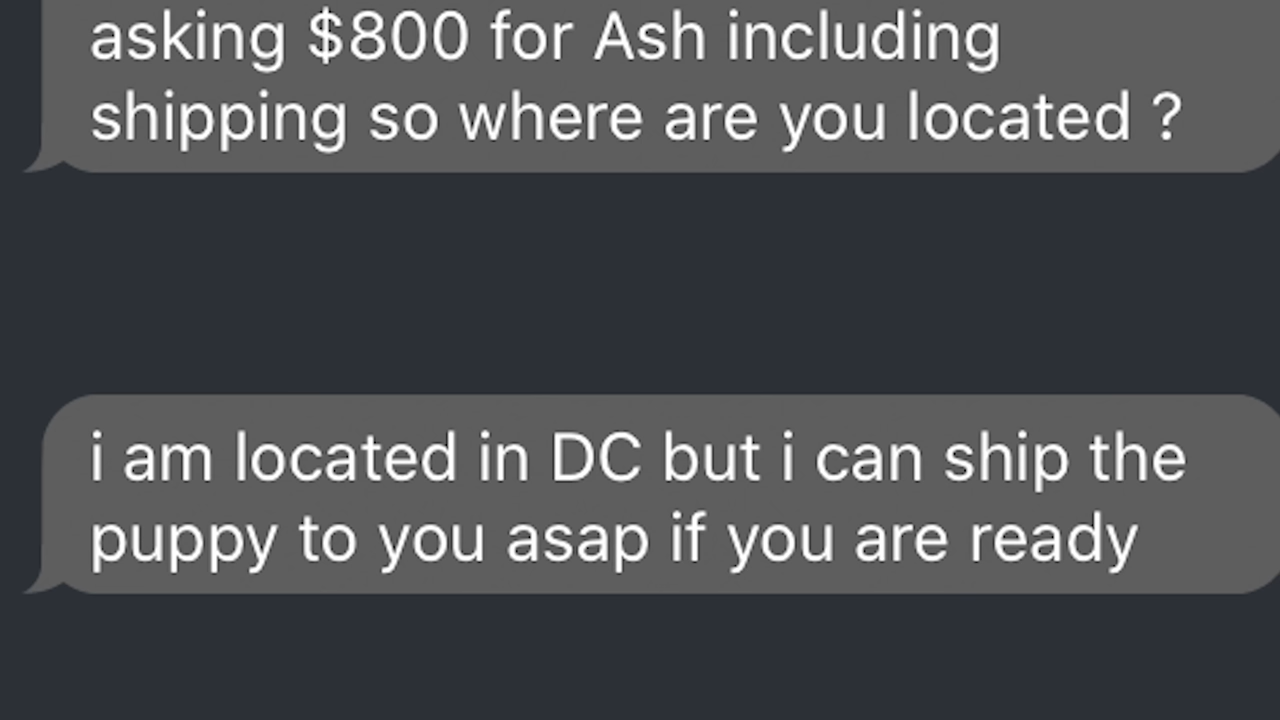 asking $800 for Ash including
shipping so where are you located ?
i am located in DC but i can ship the
puppy to you asap if you are ready